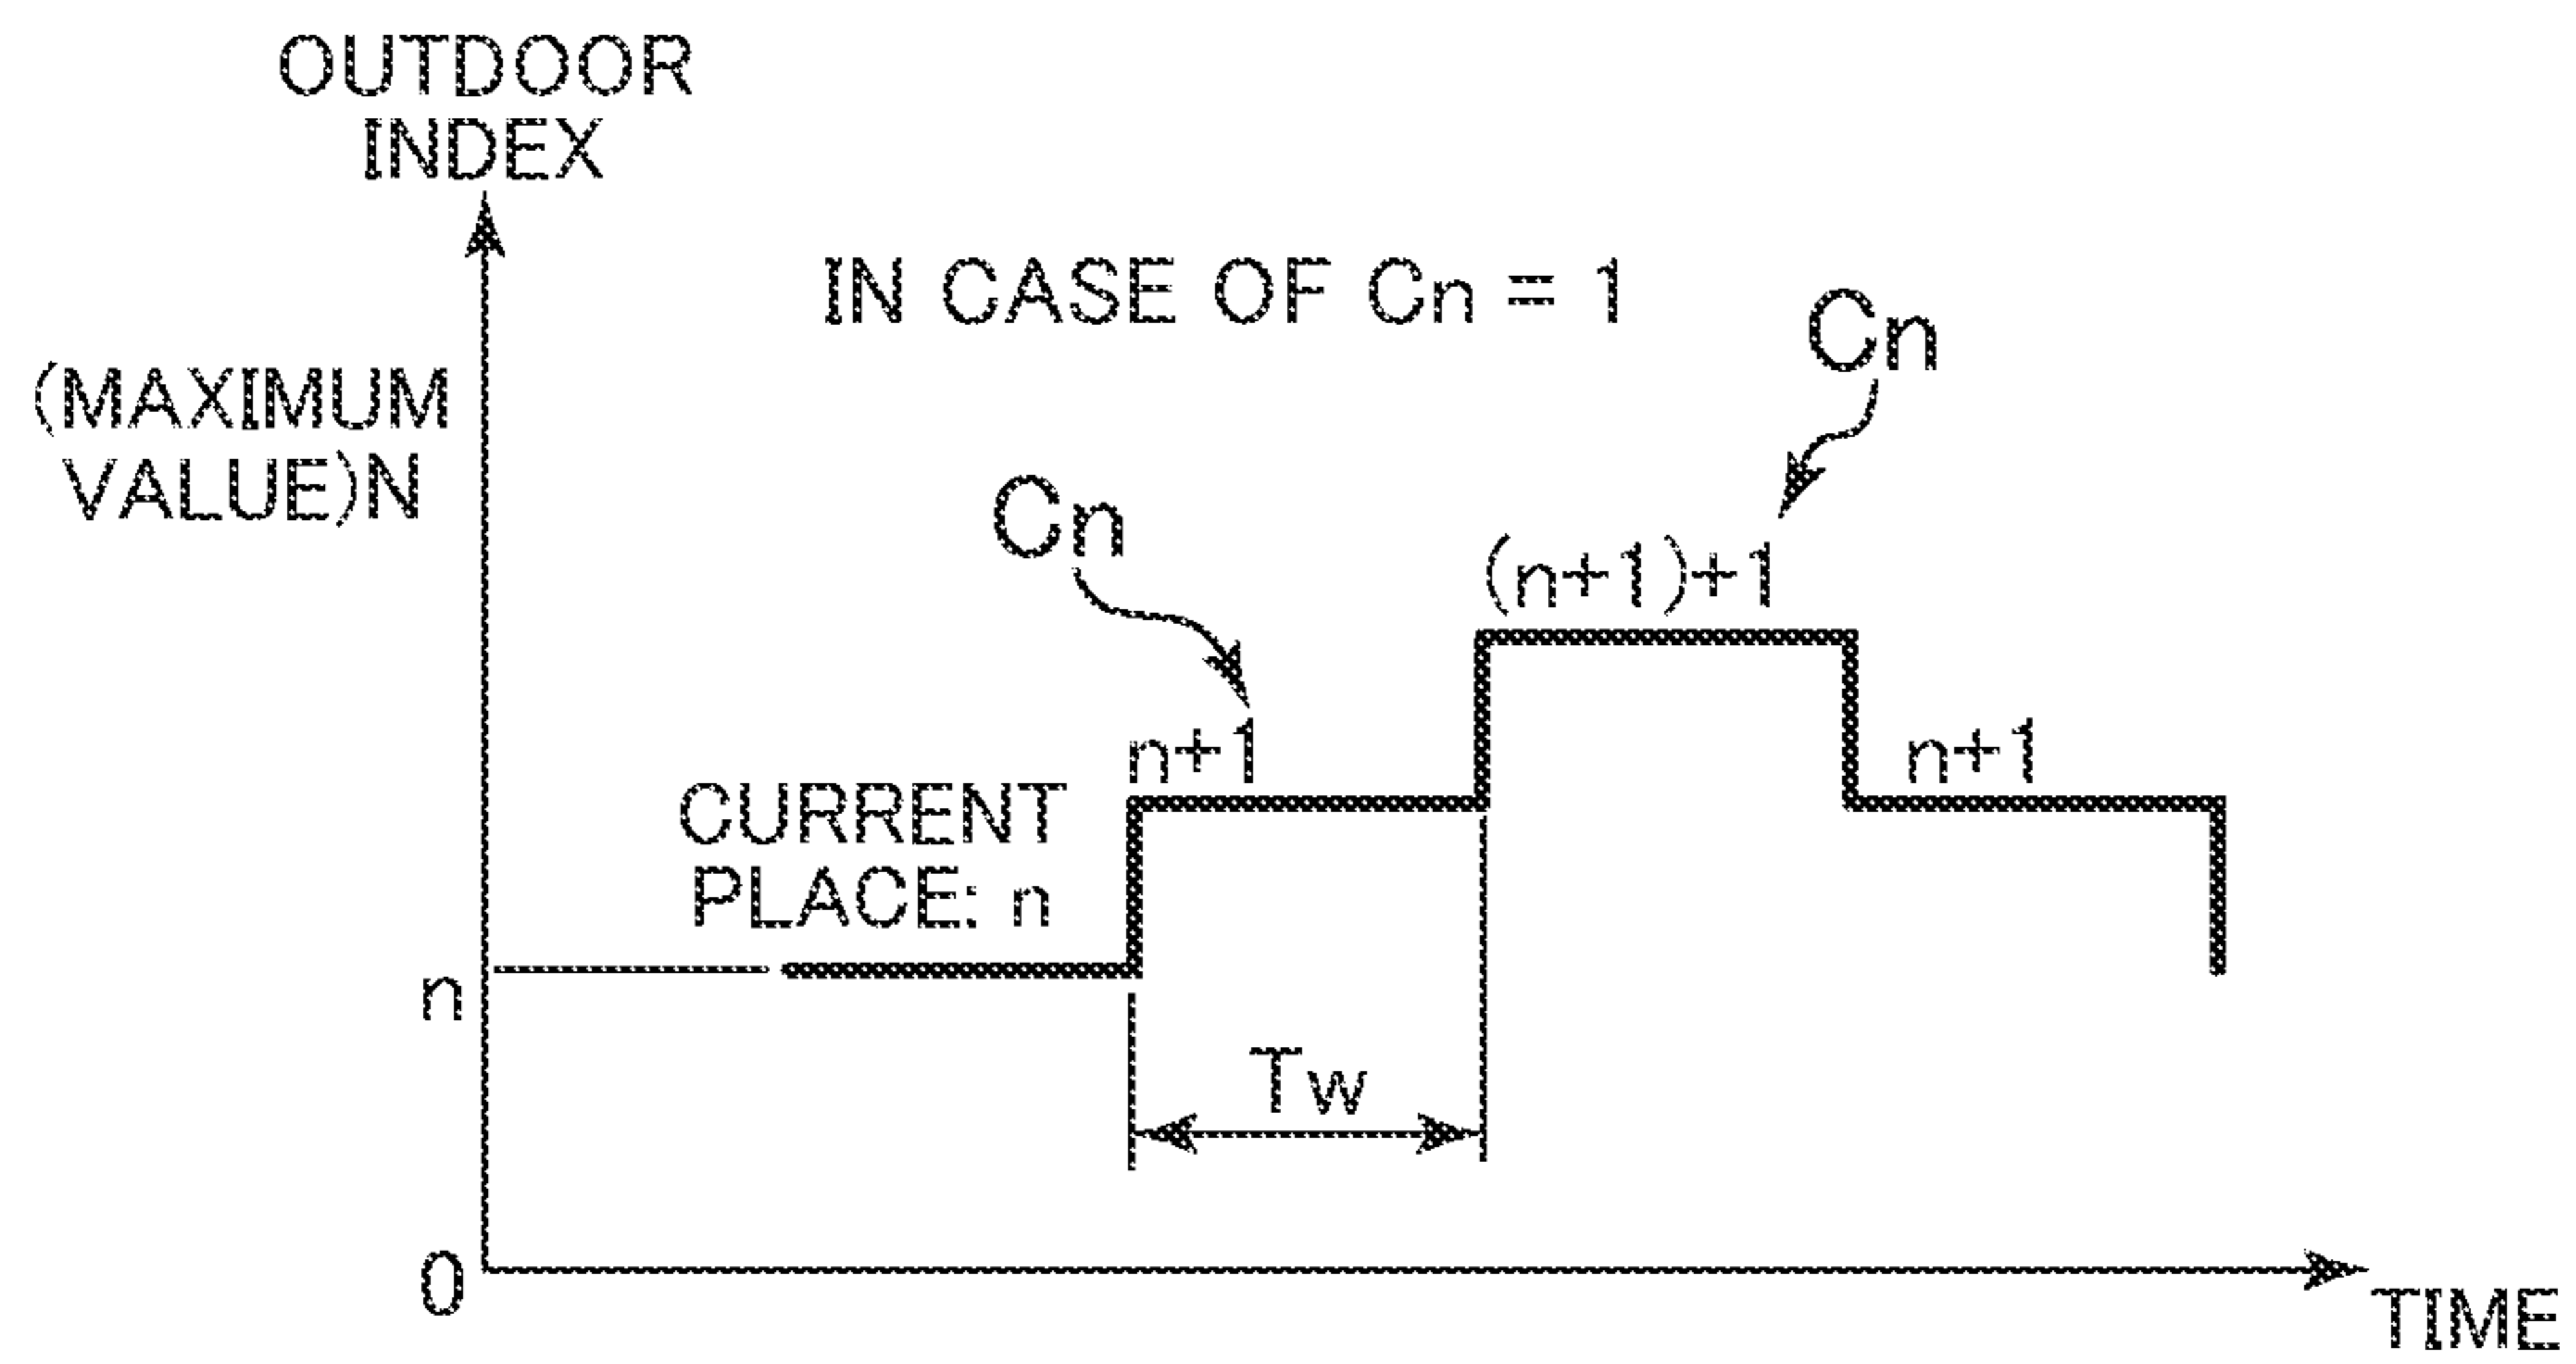 OUTDOOR
INDEX
IN CASE OF Cn = 1
Cn
(MAXIMUM
VALUE)N
Cn
(n+1)+1
n+1
n+1
CURRENT
PLACE: n
n
Tw
0
TIME